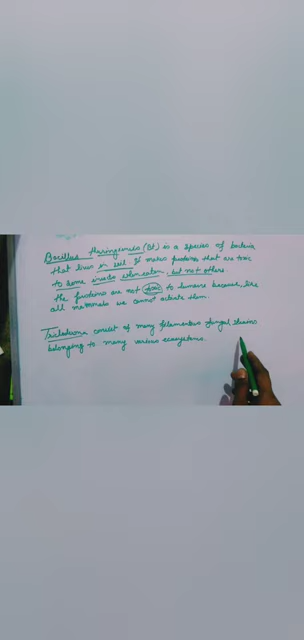 Bacillus thuringiensis (Bt) is a species of bacteria
that lives in soil. It makes proteins that are toxic
to some insects when eaten, but not others.
The proteins are not toxic to humans because, like
all mammals we cannot activate them.
Trichoderma consist of many filamentous fungal strains
belonging to many various ecosystems.